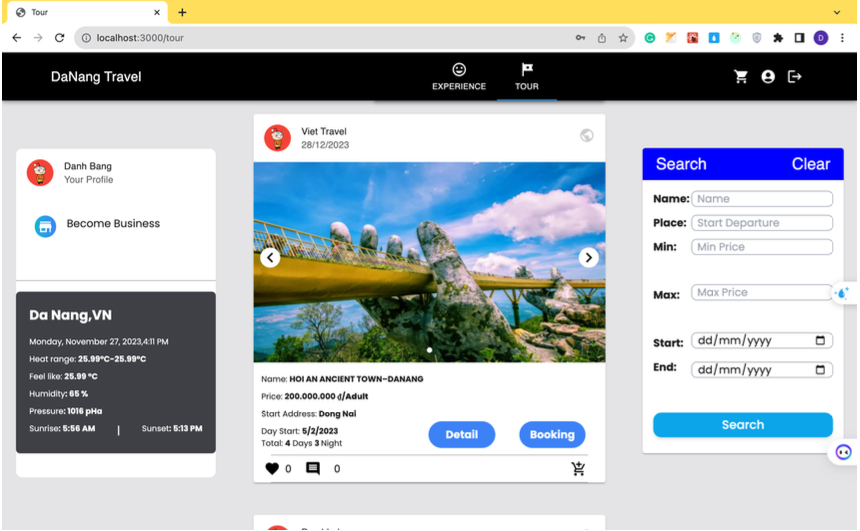 Tour
localhost:3000/tour
D
DaNang Travel
EXPERIENCE
TOUR
Danh Bang
Your Profile
Become Business
Da Nang,VN
Monday, November 27, 2023,4:11 PM
Heat range: 25.99°C-25.99°C
Feel like: 25.99 °C
Humidity: 65 %
Pressure: 1016 pHa
Sunrise: 5:56 AM | Sunset: 5:13 PM
Viet Travel
28/12/2023
Name: HOI AN ANCIENT TOWN–DANANG
Price: 200.000.000 ₫/Adult
Start Address: Dong Nai
Day Start: 5/2/2023
Total: 4 Days 3 Night
Detail
Booking
0
0
Search Clear
Name: Name
Place: Start Departure
Min: Min Price
Max: Max Price
Start: dd/mm/yyyy
End: dd/mm/yyyy
Search